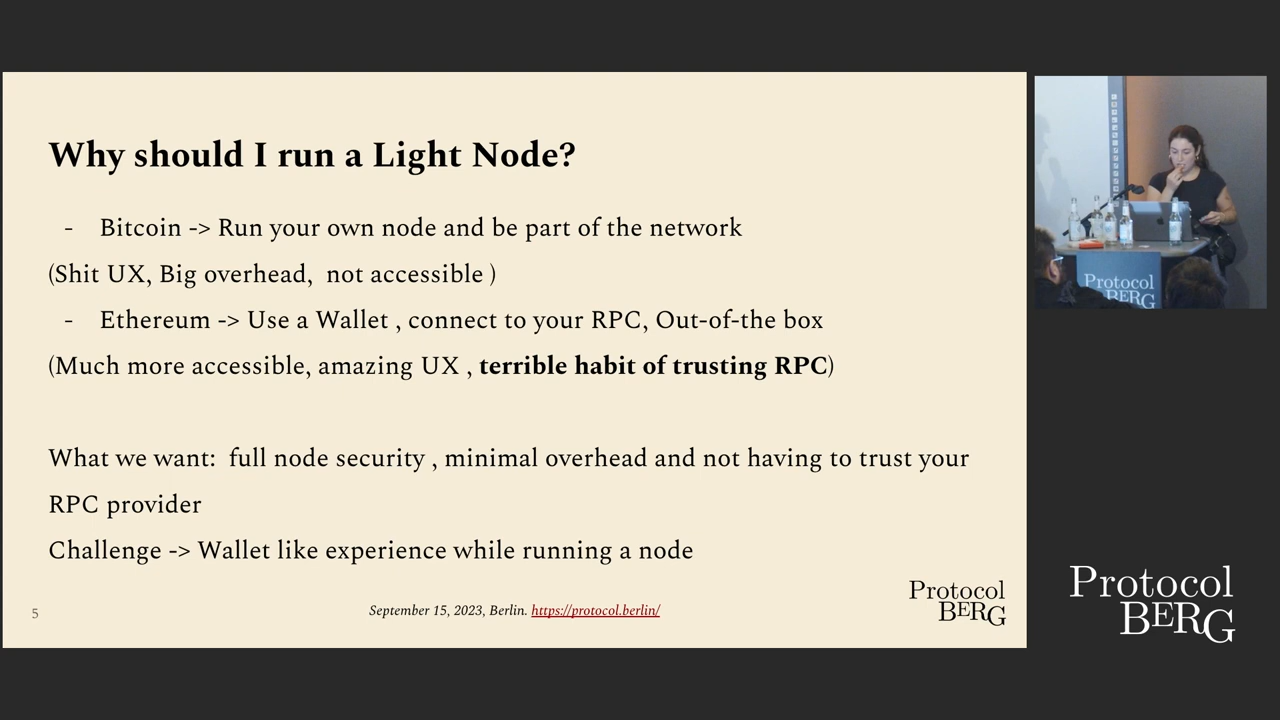 Why should I run a Light Node?
- Bitcoin -> Run your own node and be part of the network
(Shit UX, Big overhead,  not accessible )
- Ethereum -> Use a Wallet , connect to your RPC, Out-of-the box
(Much more accessible, amazing UX , terrible habit of trusting RPC)
What we want:  full node security , minimal overhead and not having to trust your
RPC provider
Challenge -> Wallet like experience while running a node
5
September 15, 2023, Berlin. https://protocol.berlin/
Protocol
BERG
Protocol
BERG
Protocol
BERG